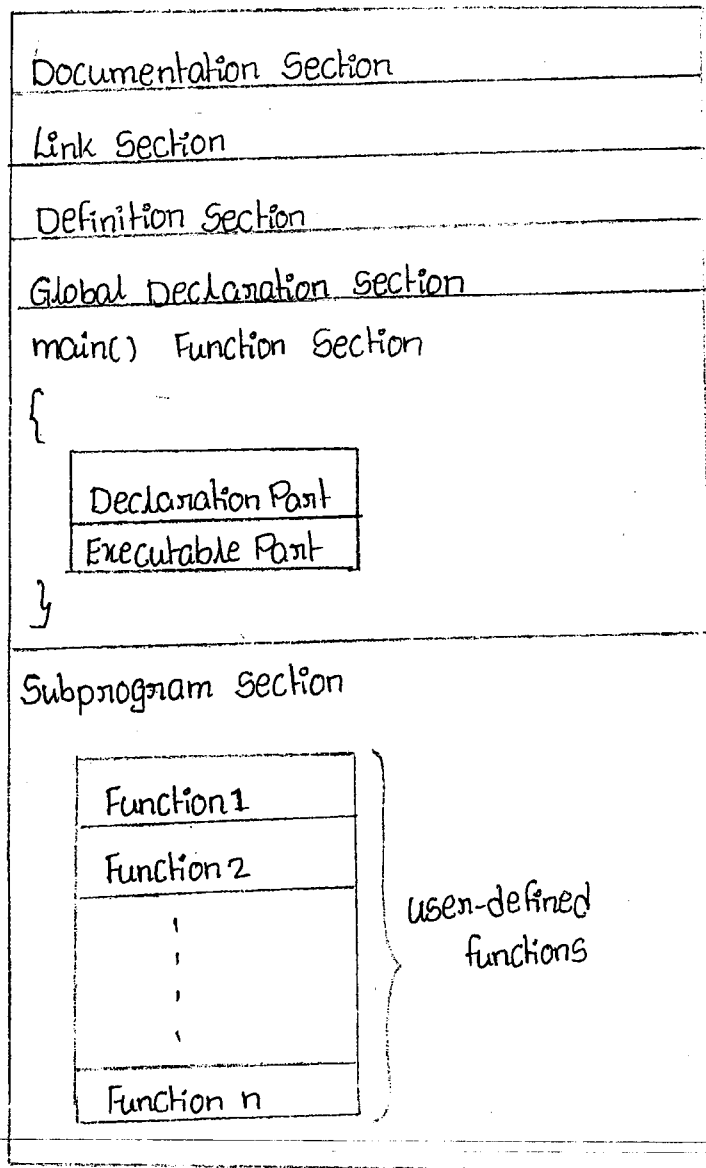 Documentation Section
Link Section
Definition Section
Global Declaration Section
main() Function Section
{
Declaration Part
Executable Part
}
Subprogram Section
Function 1
Function 2
user-defined
functions
Function n